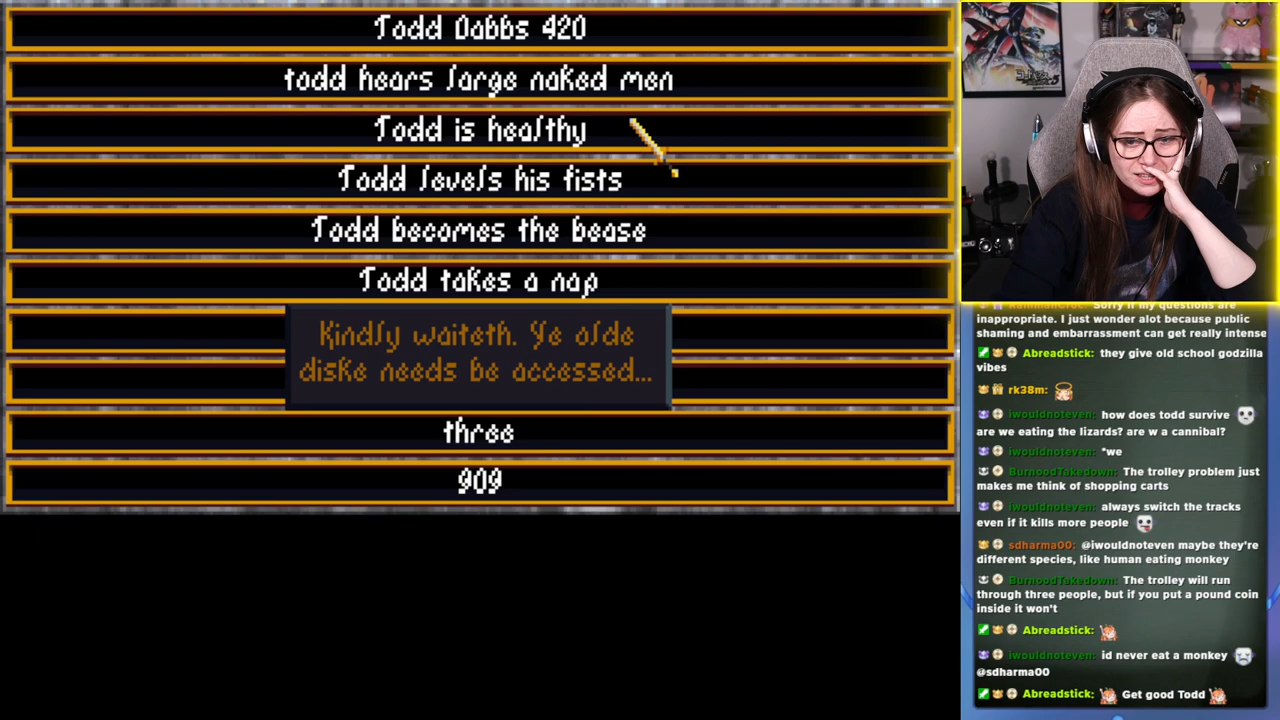 Todd Dabbs 420
todd hears large naked men
Todd is healthy
Todd levels his fists
Todd becomes the bease
Todd takes a nap
Kindly waiteth. Ye olde
diske needs be accessed...
three
909
Sorry if my questions are
inappropriate. I just wonder alot because public
shaming and embarrassment can get really intense
Abreadstick: they give old school godzilla
vibes
rk38m:
iwouldnoteven: how does todd survive
are we eating the lizards? are w a cannibal?
iwouldnoteven: *we
BurnoodTakedown: The trolley problem just
makes me think of shopping carts
iwouldnoteven: always switch the tracks
even if it kills more people
sdharma00: @iwouldnoteven maybe they're
different species, like human eating monkey
BurnoodTakedown: The trolley will run
through three people, but if you put a pound coin
inside it won't
Abreadstick:
iwouldnoteven: id never eat a monkey
@sdharma00
Abreadstick: Get good Todd